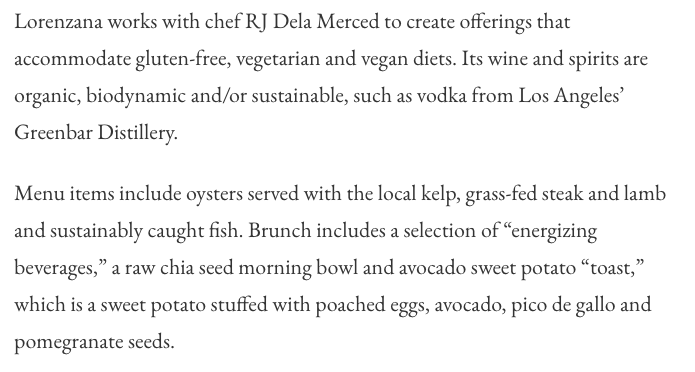 Lorenzana works with chef RJ Dela Merced to create offerings that
accommodate gluten-free, vegetarian and vegan diets. Its wine and spirits are
organic, biodynamic and/or sustainable, such as vodka from Los Angeles’
Greenbar Distillery.
Menu items include oysters served with the local kelp, grass-fed steak and lamb
and sustainably caught fish. Brunch includes a selection of “energizing
beverages,” a raw chia seed morning bowl and avocado sweet potato “toast,”
which is a sweet potato stuffed with poached eggs, avocado, pico de gallo and
pomegranate seeds.